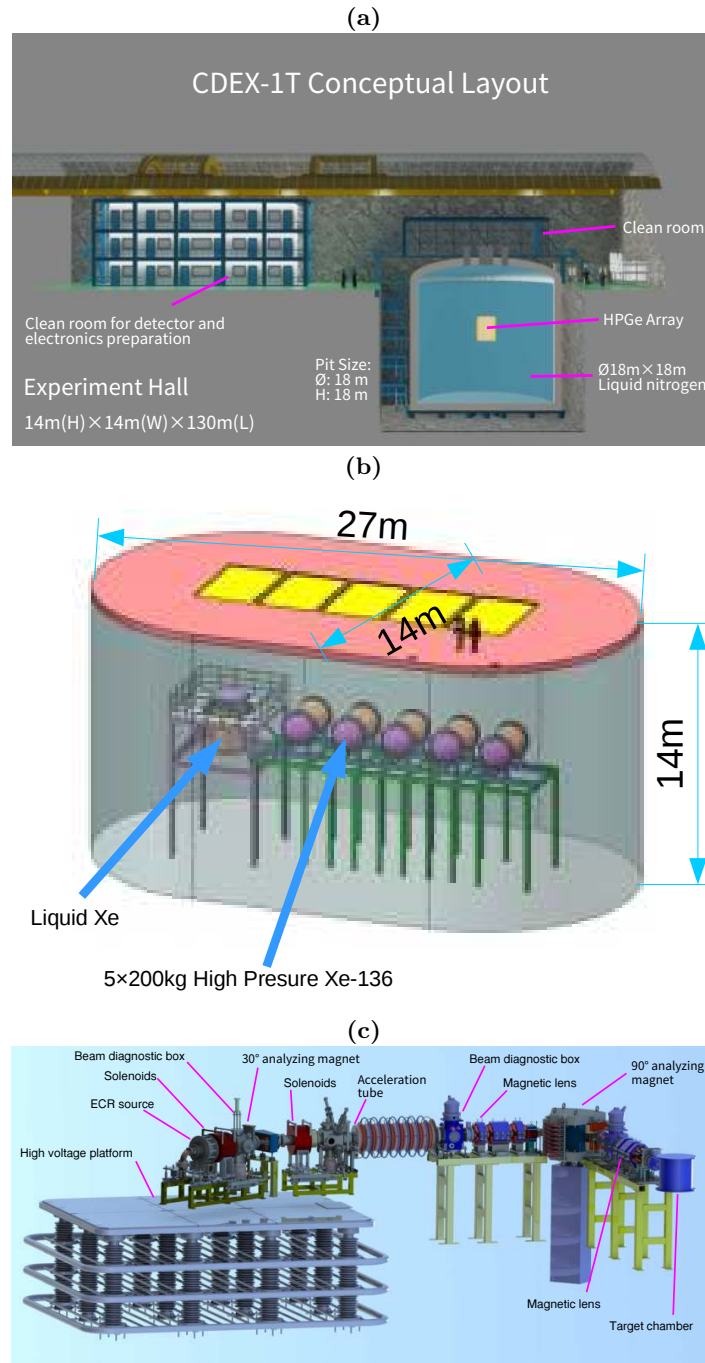 (a)
CDEX-1T Conceptual Layout
Clean room
Clean room for detector and
electronics preparation
HPGe Array
Pit Size:
Ø: 18 m
H: 18 m
Ø18m×18m
Liquid nitrogen
Experiment Hall
14m(H)×14m(W)×130m(L)
(b)
27m
14m
14m
Liquid Xe
5×200kg High Presure Xe-136
(c)
Beam diagnostic box
30° analyzing magnet
Solenoids
Solenoids
Acceleration
tube
ECR source
High voltage platform
Beam diagnostic box
Magnetic lens
90° analyzing
magnet
Magnetic lens
Target chamber